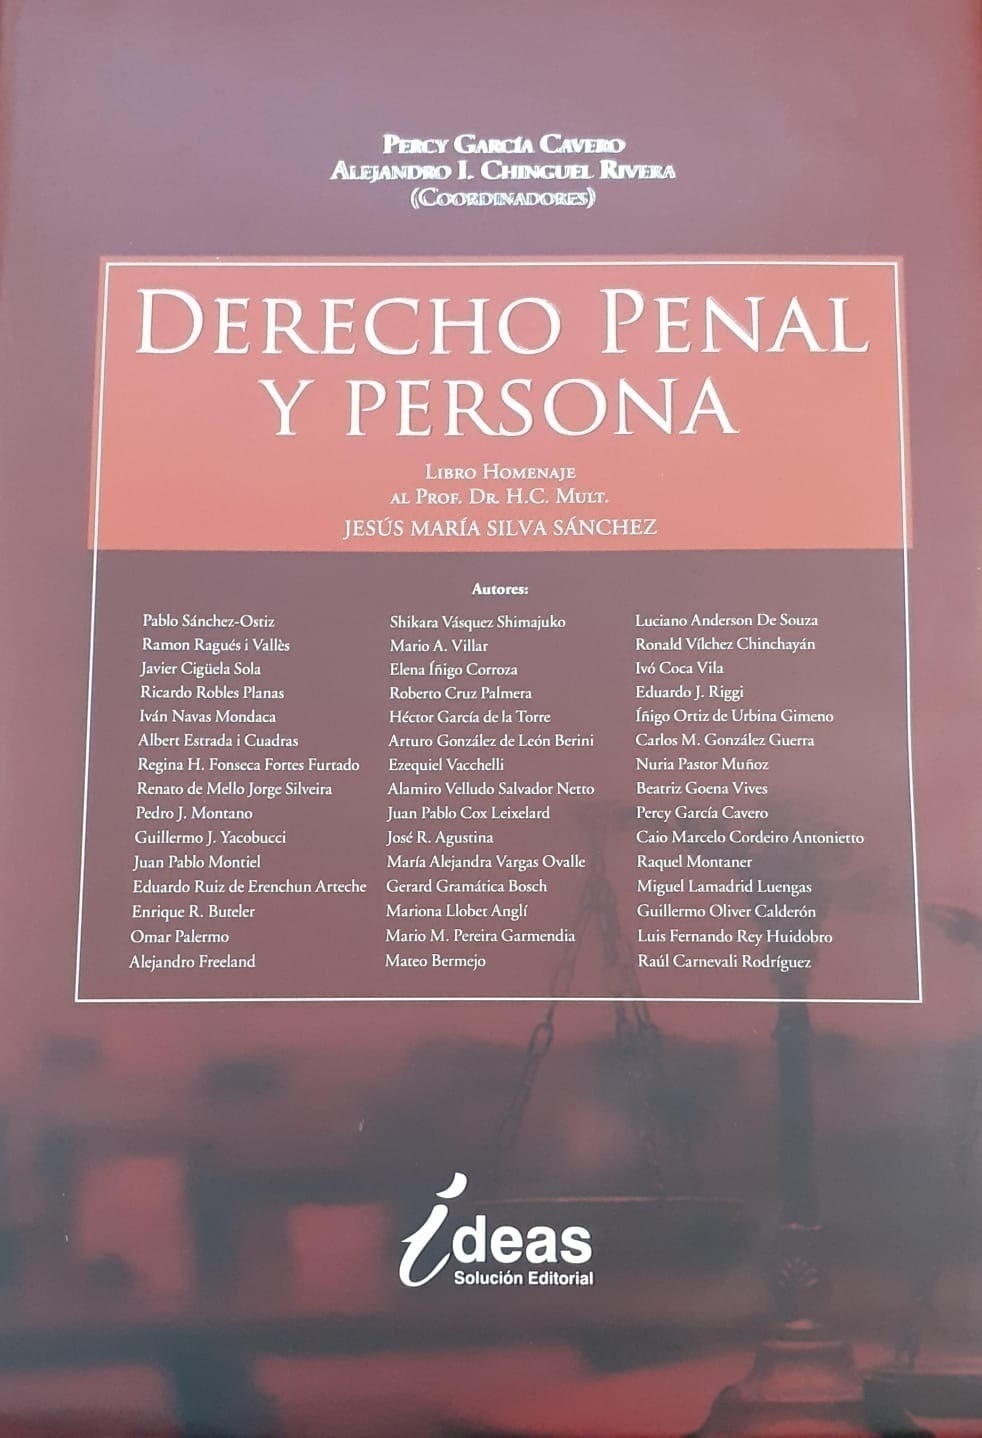 PERCY GARCÍA CAVERO
ALEJANDRO I. CHINGUEL RIVERA
(COORDINADORES)
DERECHO PENAL
Y PERSONA
LIBRO HOMENAJE
AL PROF. DR. H.C. MULT.
JESÚS MARÍA SILVA SÁNCHEZ
Autores:
Pablo Sánchez-Ostiz
Ramon Ragués i Vallès
Javier Cigüela Sola
Ricardo Robles Planas
Iván Navas Mondaca
Albert Estrada i Cuadras
Regina H. Fonseca Fortes Furtado
Renato de Mello Jorge Silveira
Pedro J. Montano
Guillermo J. Yacobucci
Juan Pablo Montiel
Eduardo Ruiz de Erenchun Arteche
Enrique R. Buteler
Omar Palermo
Alejandro Freeland
Shikara Vásquez Shimajuko
Mario A. Villar
Elena Íñigo Corroza
Roberto Cruz Palmera
Héctor García de la Torre
Arturo González de León Berini
Ezequiel Vacchelli
Alamiro Velludo Salvador Netto
Juan Pablo Cox Leixelard
José R. Agustina
María Alejandra Vargas Ovalle
Gerard Gramática Bosch
Mariona Llobet Anglí
Mario M. Pereira Garmendia
Mateo Bermejo
Luciano Anderson De Souza
Ronald Vílchez Chinchayán
Ivó Coca Vila
Eduardo J. Riggi
Íñigo Ortiz de Urbina Gimeno
Carlos M. González Guerra
Nuria Pastor Muñoz
Beatriz Goena Vives
Percy García Cavero
Caio Marcelo Cordeiro Antonietto
Raquel Montaner
Miguel Lamadrid Luengas
Guillermo Oliver Calderón
Luis Fernando Rey Huidobro
Raúl Carnevali Rodríguez
ideas
Solución Editorial